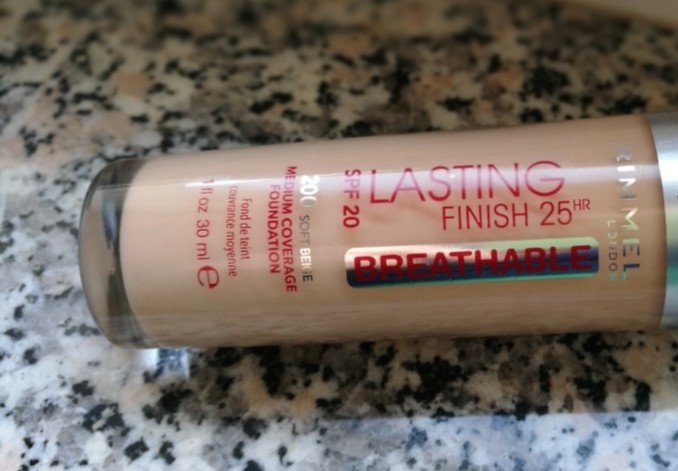 RIMMEL
LONDON
LASTING
FINISH 25HR
BREATHABLE
SPF 20
200 SOFT BEIGE
MEDIUM COVERAGE
FOUNDATION
Fond de teint
couvrance moyenne
1 fl oz 30 ml e